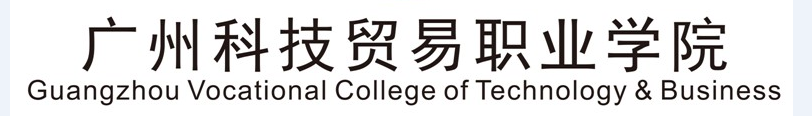 广州科技贸易职业学院
Guangzhou Vocational College of Technology & Business